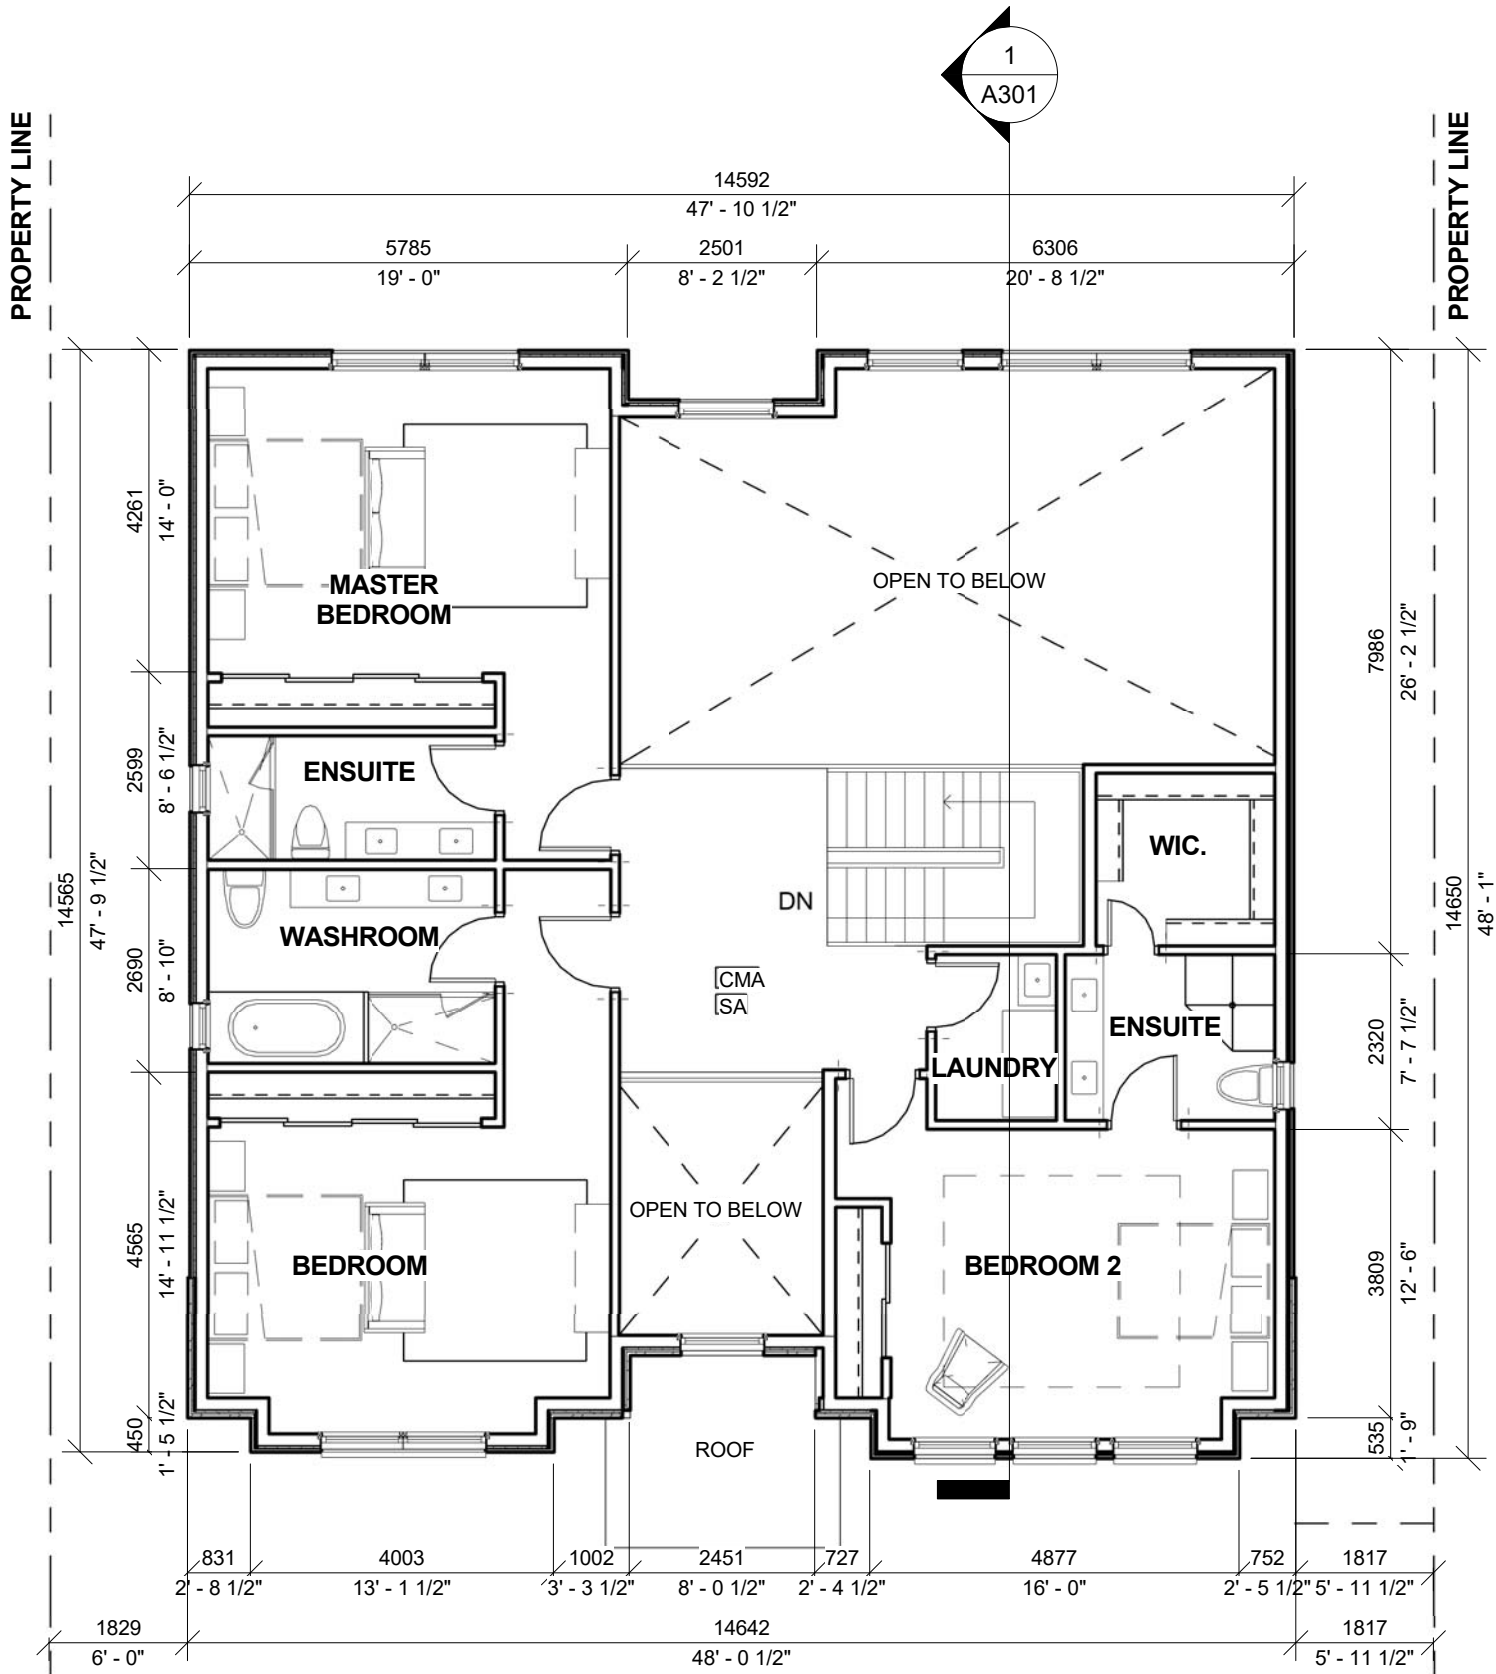 1
A301
PROPERTY LINE
PROPERTY LINE
14592
47' - 10 1/2"
5785
2501
6306
19' - 0"
8' - 2 1/2"
20' - 8 1/2"
4261
14' - 0"
MASTER
BEDROOM
OPEN TO BELOW
7986
26' - 2 1/2"
2599
8' - 6 1/2"
ENSUITE
WIC.
14565
47' - 9 1/2"
DN
14650
48' - 1"
2690
8' - 10"
WASHROOM
CMA
SA
ENSUITE
LAUNDRY
2320
7' - 7 1/2"
OPEN TO BELOW
4565
14' - 11 1/2"
BEDROOM
BEDROOM 2
3809
12' - 6"
450
1' - 5 1/2"
ROOF
535
1' - 9"
831
4003
1002
2451
727
4877
752
1817
2' - 8 1/2"
13' - 1 1/2"
3' - 3 1/2"
8' - 0 1/2"
2' - 4 1/2"
16' - 0"
2' - 5 1/2"
5' - 11 1/2"
1829
14642
1817
6' - 0"
48' - 0 1/2"
5' - 11 1/2"